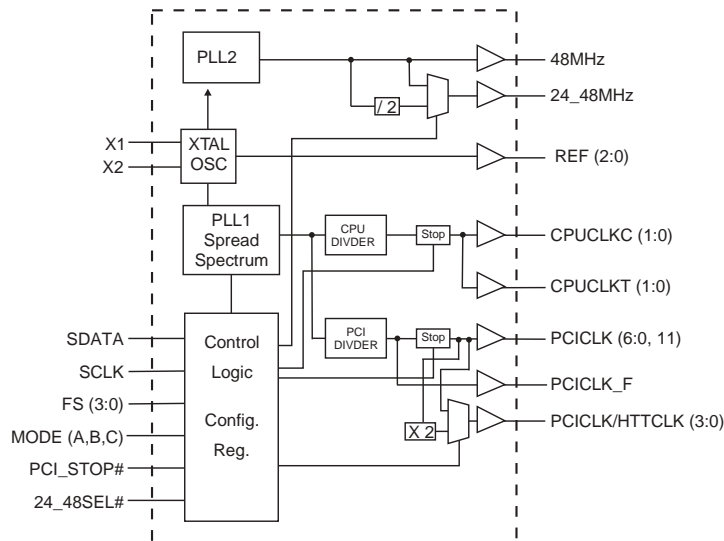 PLL2
48MHz
24_48MHz
/ 2
X1
X2
XTAL
OSC
REF (2:0)
PLL1
Spread
Spectrum
CPU
DIVDER
Stop
CPUCLKC (1:0)
CPUCLKT (1:0)
SDATA
SCLK
FS (3:0)
MODE (A,B,C)
PCI_STOP#
24_48SEL#
Control
Logic
Config.
Reg.
PCI
DIVDER
Stop
PCICLK (6:0, 11)
PCICLK_F
X 2
PCICLK/HTTCLK (3:0)